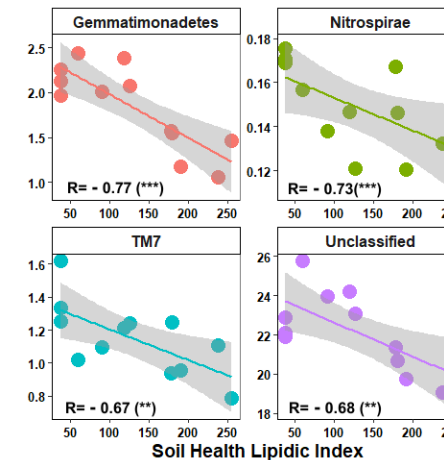 Gemmatimonadetes
2.5
2.0
1.5
1.0
R= - 0.77 (***)
50 100 150 200 250
Nitrospirae
0.18
0.16
0.14
0.12
R= - 0.73(***)
50 100 150 200
TM7
1.6
1.4
1.2
1.0
0.8
R= - 0.67 (**)
50 100 150 200 250
Unclassified
26
24
22
20
18
R= - 0.68 (**)
50 100 150 200
Soil Health Lipidic Index